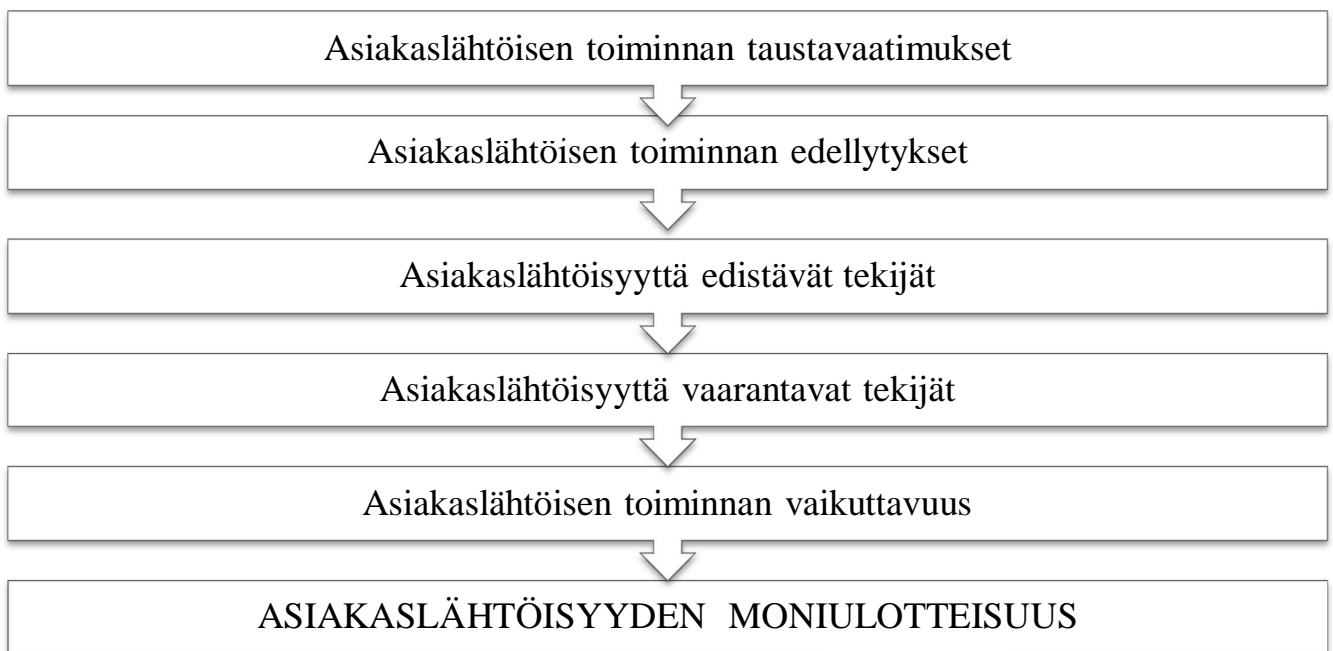 Asiakaslähtöisen toiminnan taustavaatimukset
Asiakaslähtöisen toiminnan edellytykset
Asiakaslähtöisyyttä edistävät tekijät
Asiakaslähtöisyyttä vaarantavat tekijät
Asiakaslähtöisen toiminnan vaikuttavuus
ASIAKASLÄHTÖISYYDEN MONIULOTTEISUUS